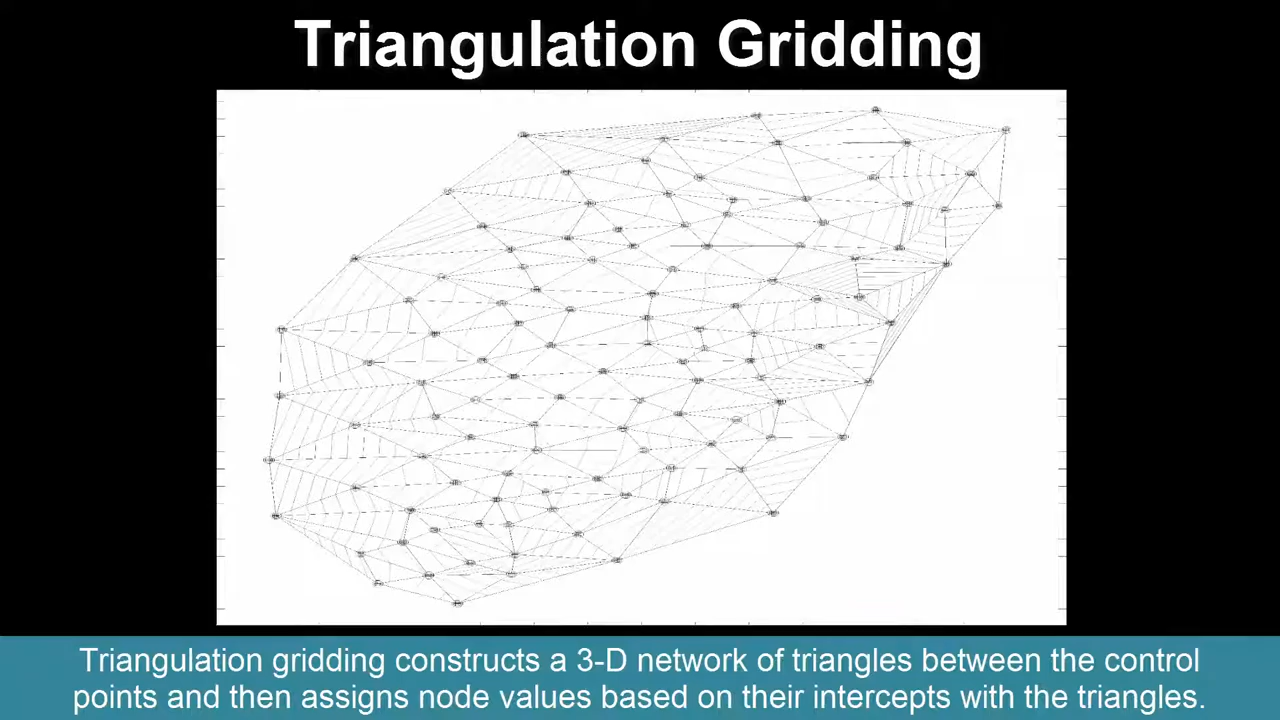 Triangulation Gridding
Triangulation gridding constructs a 3-D network of triangles between the control
points and then assigns node values based on their intercepts with the triangles.